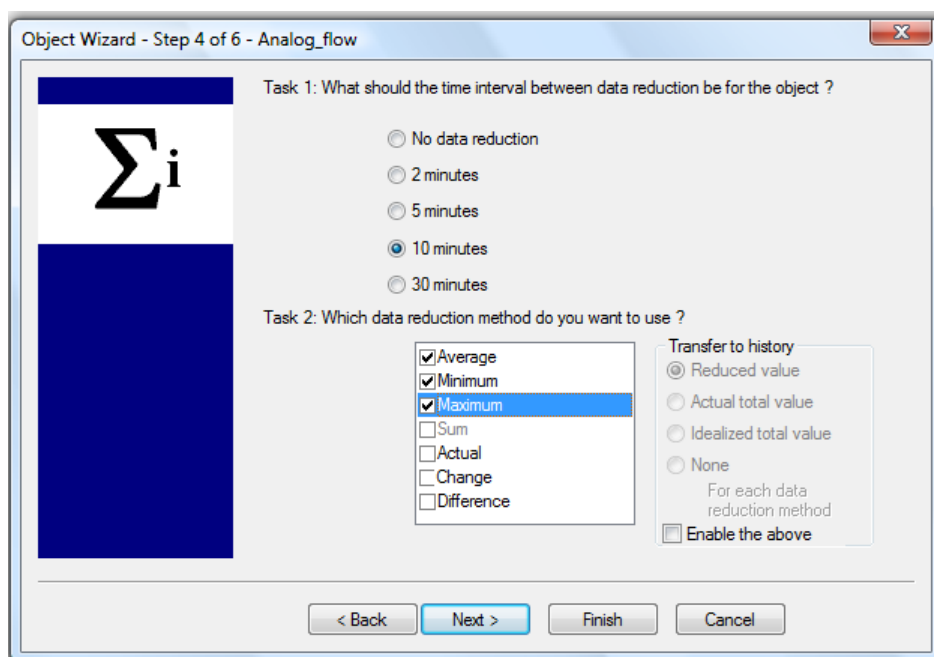 Object Wizard - Step 4 of 6 - Analog_flow
Σi
Task 1: What should the time interval between data reduction be for the object ?
No data reduction
2 minutes
5 minutes
10 minutes
30 minutes
Task 2: Which data reduction method do you want to use ?
Average
Minimum
Maximum
Sum
Actual
Change
Difference
Transfer to history
Reduced value
Actual total value
Idealized total value
None
For each data
reduction method
Enable the above
< Back
Next >
Finish
Cancel